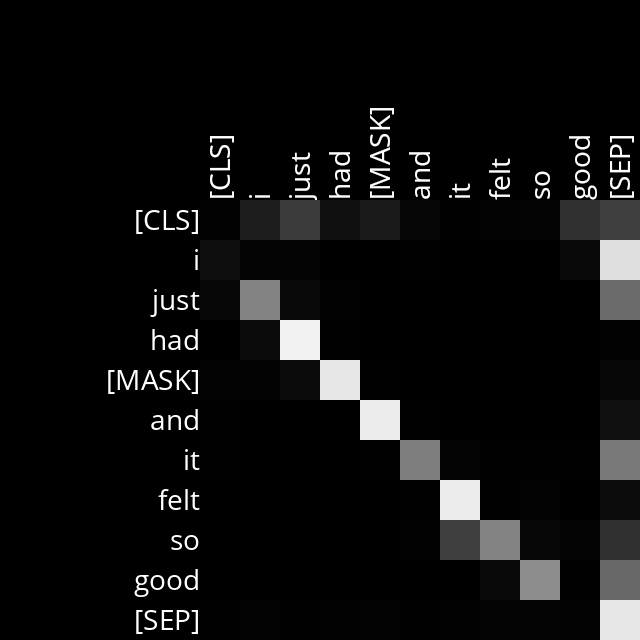 [CLS] i just had [MASK] and it felt so good [SEP]
[CLS]
i
just
had
[MASK]
and
it
felt
so
good
[SEP]